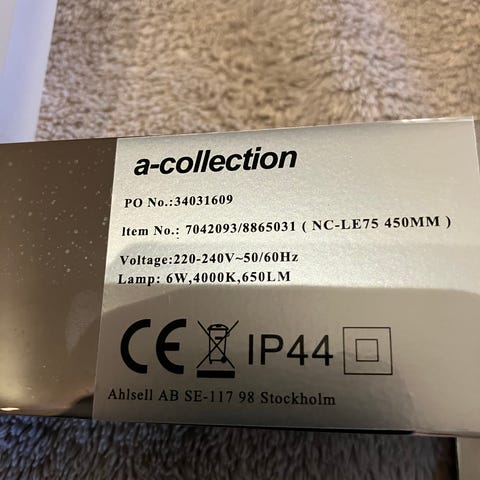 a-collection
PO No.:34031609
Item No.: 7042093/8865031 ( NC-LE75 450MM )
Voltage:220-240V~50/60Hz
Lamp: 6W,4000K,650LM
CE IP44
Ahlsell AB SE-117 98 Stockholm